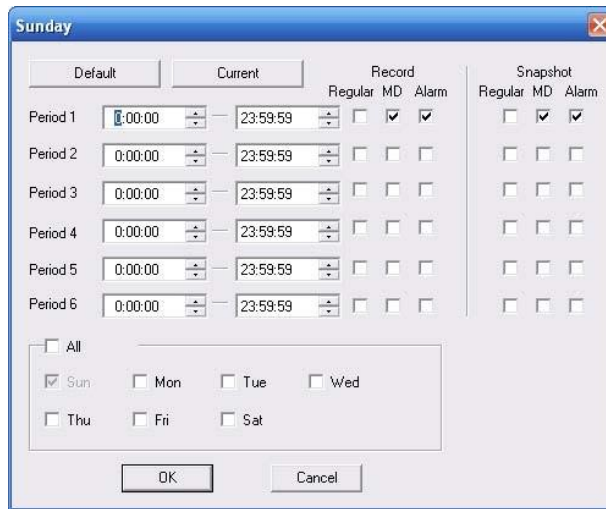 Sunday
Default Current Record Snapshot
Regular MD Alarm Regular MD Alarm
Period 1 0:00:00 23:59:59
Period 2 0:00:00 23:59:59
Period 3 0:00:00 23:59:59
Period 4 0:00:00 23:59:59
Period 5 0:00:00 23:59:59
Period 6 0:00:00 23:59:59
All
Sun Mon Tue Wed
Thu Fri Sat
OK Cancel